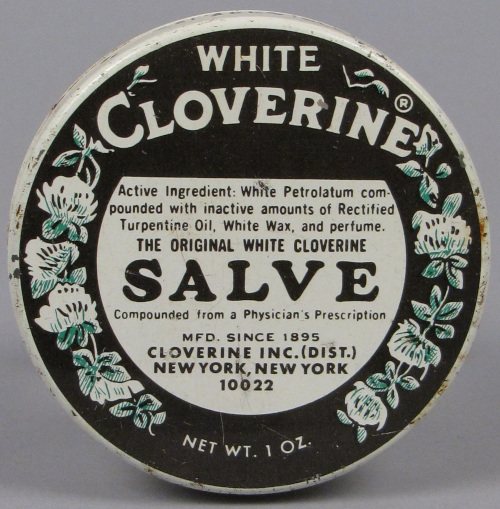 WHITE
CLOVERINE®
Active Ingredient: White Petrolatum com-
pounded with inactive amounts of Rectified
Turpentine Oil, White Wax, and perfume.
THE ORIGINAL WHITE CLOVERINE
SALVE
Compounded from a Physician's Prescription
MFD. SINCE 1895
CLOVERINE INC.(DIST.)
NEW YORK, NEW YORK
10022
NET WT. 1 OZ.